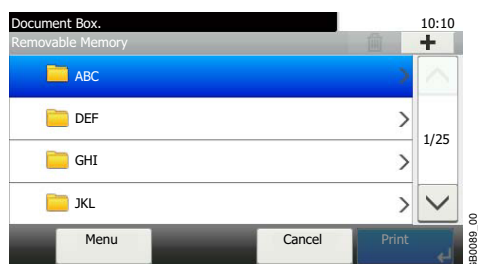 Document Box.
10:10
Removable Memory
ABC
DEF
1/25
GHI
JKL
Menu
Cancel
Print
GB0089_00